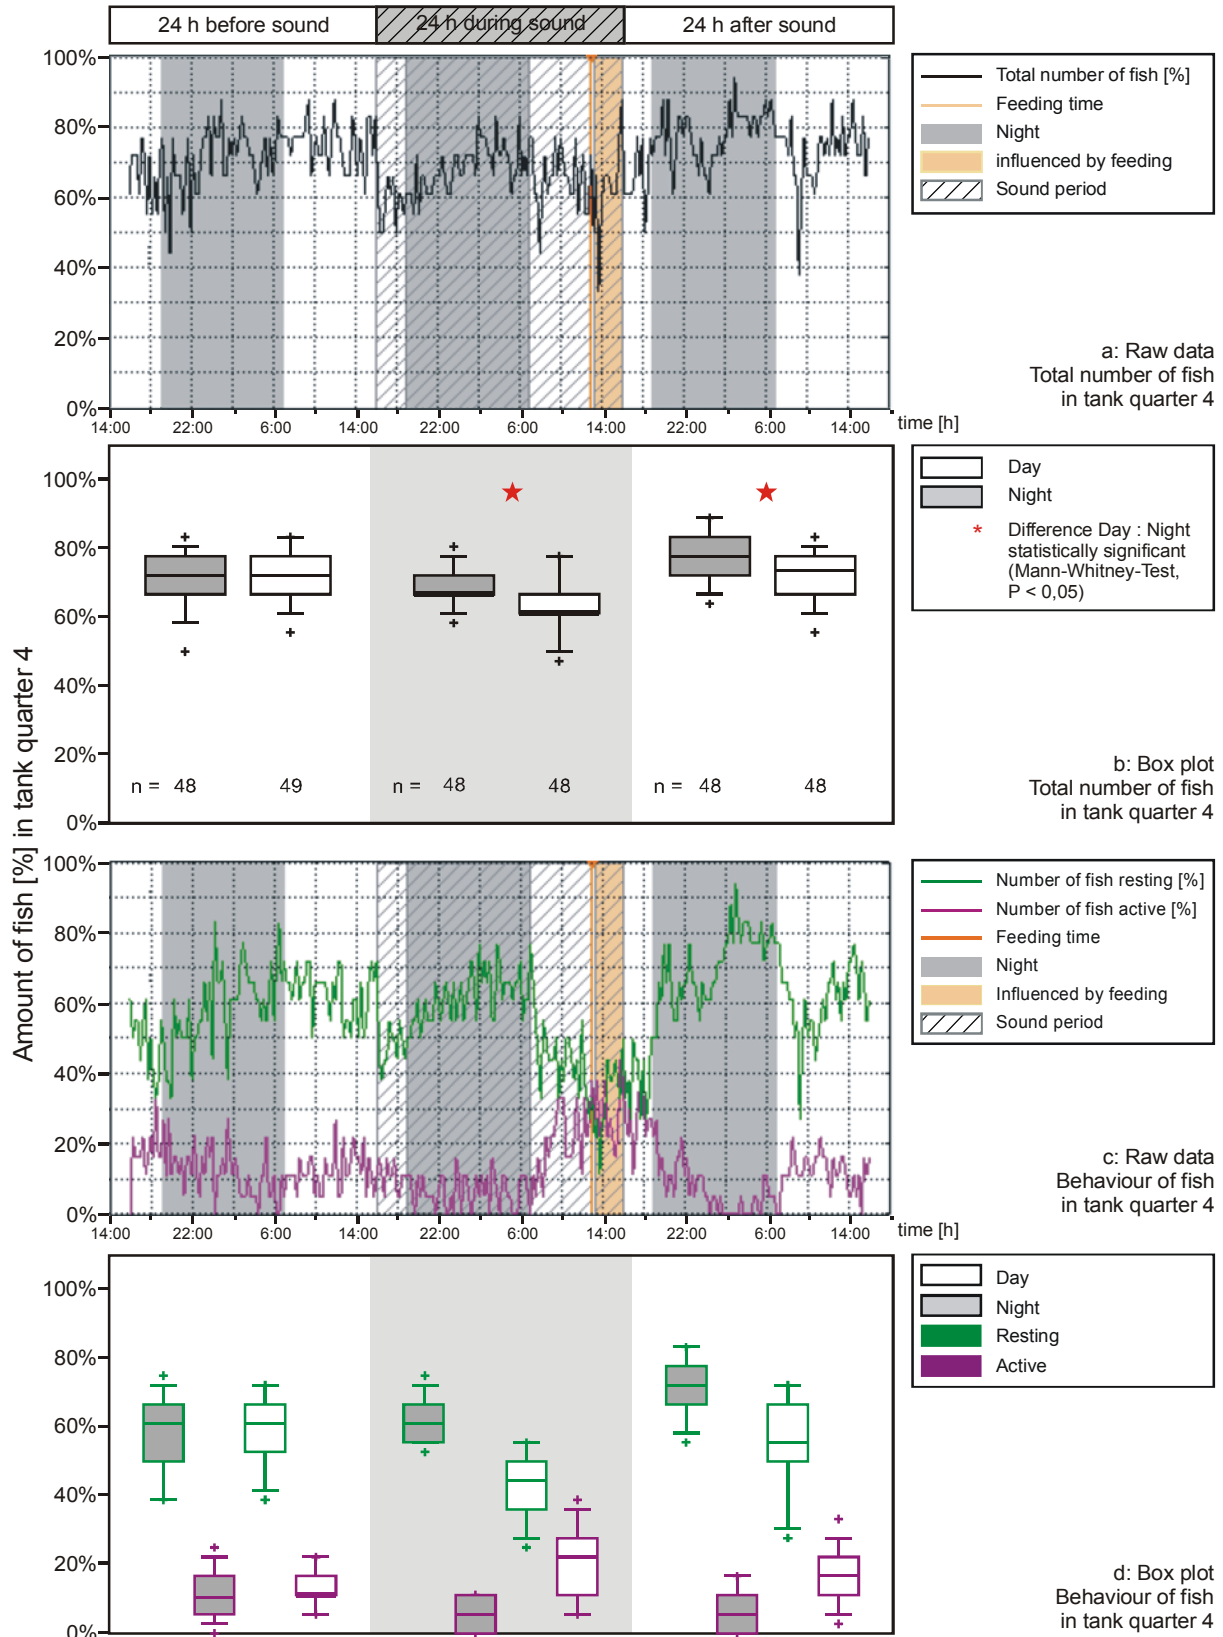 24 h before sound
24 h during sound
24 h after sound
Amount of fish [%] in tank quarter 4
100%
80%
60%
40%
20%
0%
14:00 22:00 6:00 14:00 22:00 6:00 14:00 22:00 6:00 14:00 time [h]
Total number of fish [%]
Feeding time
Night
influenced by feeding
Sound period
a: Raw data
Total number of fish
in tank quarter 4
100%
80%
60%
40%
20%
0%
n = 48 49 n = 48 48 n = 48 48
Day
Night
* Difference Day : Night
statistically significant
(Mann-Whitney-Test,
P < 0,05)
b: Box plot
Total number of fish
in tank quarter 4
100%
80%
60%
40%
20%
0%
14:00 22:00 6:00 14:00 22:00 6:00 14:00 22:00 6:00 14:00 time [h]
Number of fish resting [%]
Number of fish active [%]
Feeding time
Night
Influenced by feeding
Sound period
c: Raw data
Behaviour of fish
in tank quarter 4
100%
80%
60%
40%
20%
0%
Day
Night
Resting
Active
d: Box plot
Behaviour of fish
in tank quarter 4